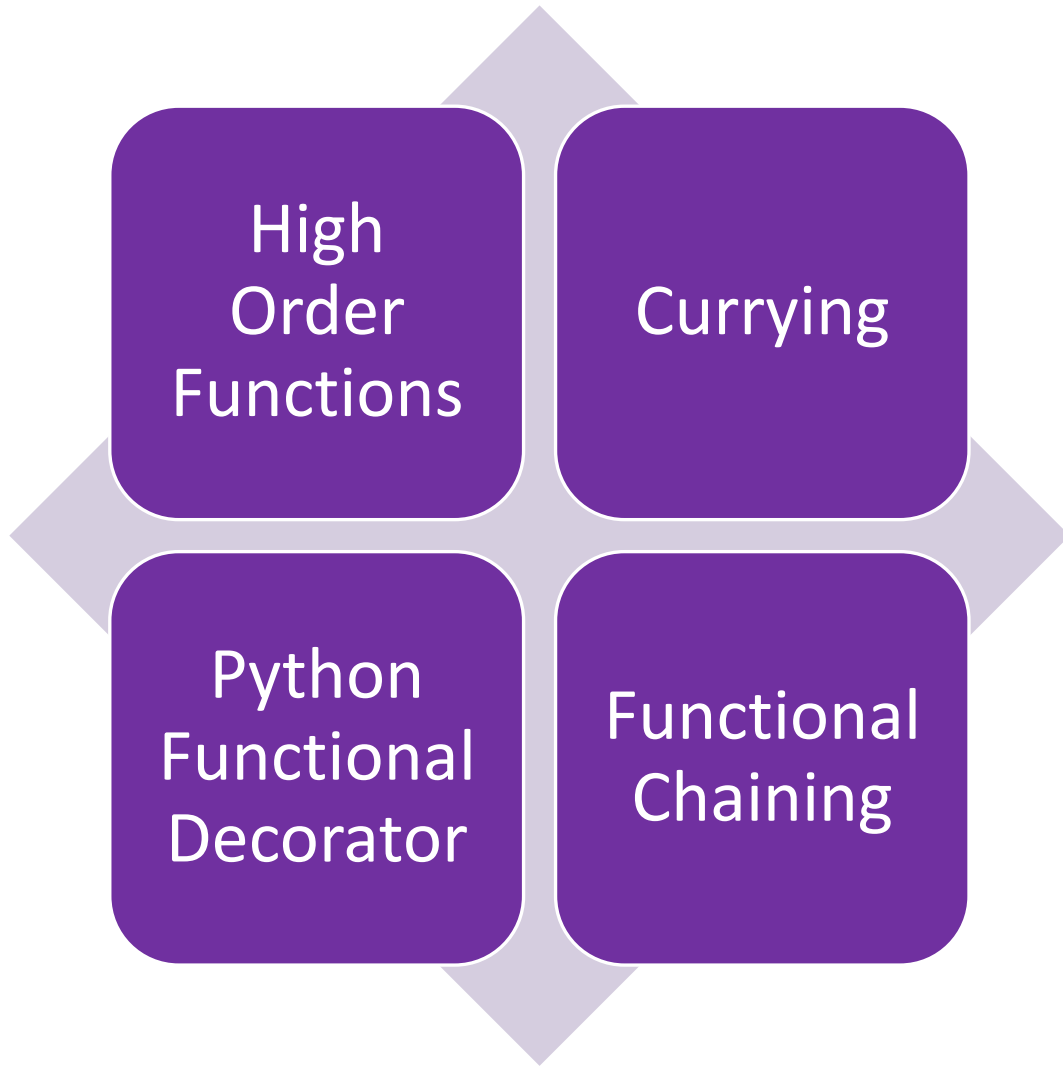 High
Order
Functions
Currying
Python
Functional
Decorator
Functional
Chaining